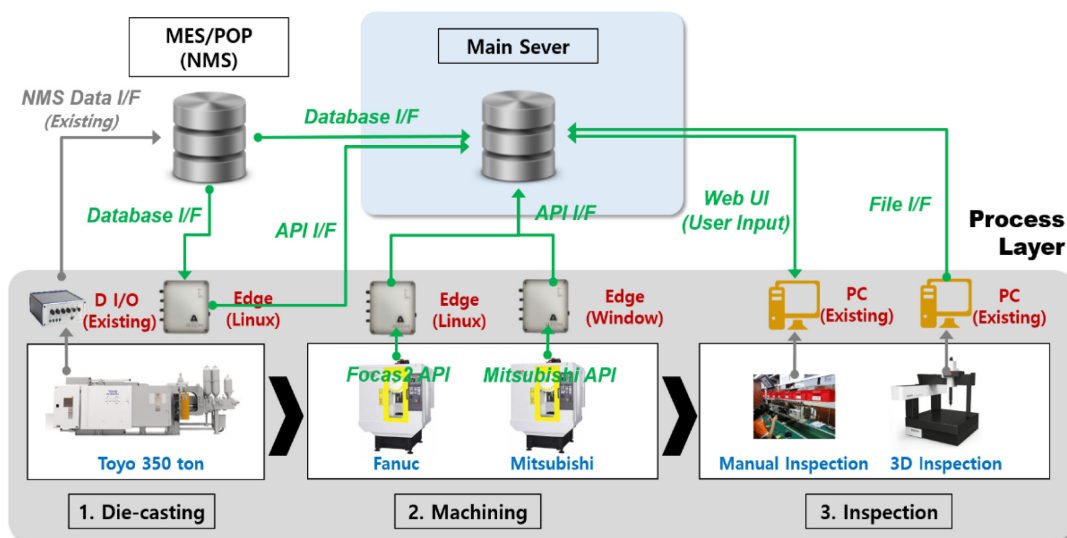 MES/POP
(NMS)
Main Sever
NMS Data I/F
(Existing)
Database I/F
Database I/F
API I/F
API I/F
Web UI
(User Input)
File I/F
Process
Layer
D I/O
(Existing)
Edge
(Linux)
Edge
(Linux)
Edge
(Window)
PC
(Existing)
PC
(Existing)
Focas2 API
Mitsubishi API
Toyo 350 ton
Fanuc
Mitsubishi
Manual Inspection
3D Inspection
1. Die-casting
2. Machining
3. Inspection